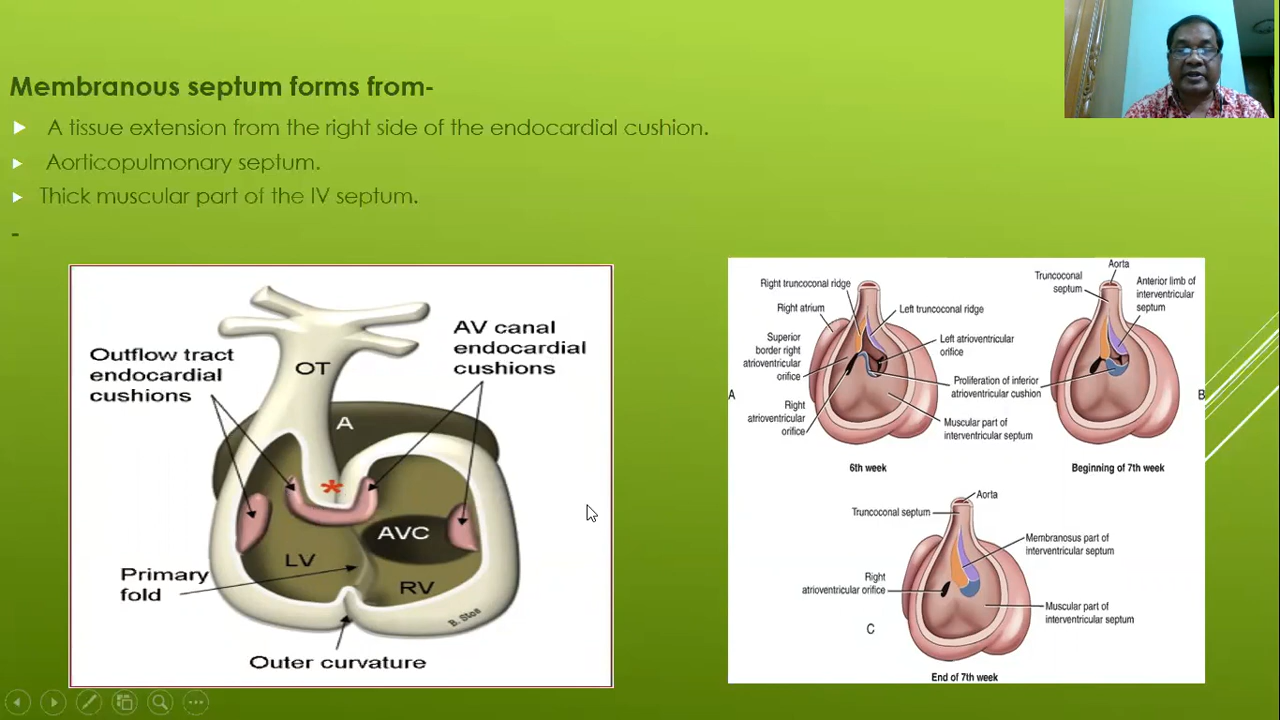 Membranous septum forms from-
A tissue extension from the right side of the endocardial cushion.
Aorticopulmonary septum.
Thick muscular part of the IV septum.
-
Outflow tract
endocardial
cushions
OT
AV canal
endocardial
cushions
A
*
AVC
LV
RV
Primary
fold
B. Stos
Outer curvature
Right truncoconal ridge
Right atrium
Left truncoconal ridge
Superior
border right
atrioventricular
orifice
Left atrioventricular
orifice
Proliferation of inferior
atrioventricular cushion
A
Right
atrioventricular
orifice
Muscular part of
interventricular septum
6th week
Aorta
Truncoconal
septum
Anterior limb of
interventricular
septum
B
Beginning of 7th week
Aorta
Truncoconal septum
Membranosus part of
interventricular septum
Right
atrioventricular orifice
Muscular part of
interventricular septum
C
End of 7th week